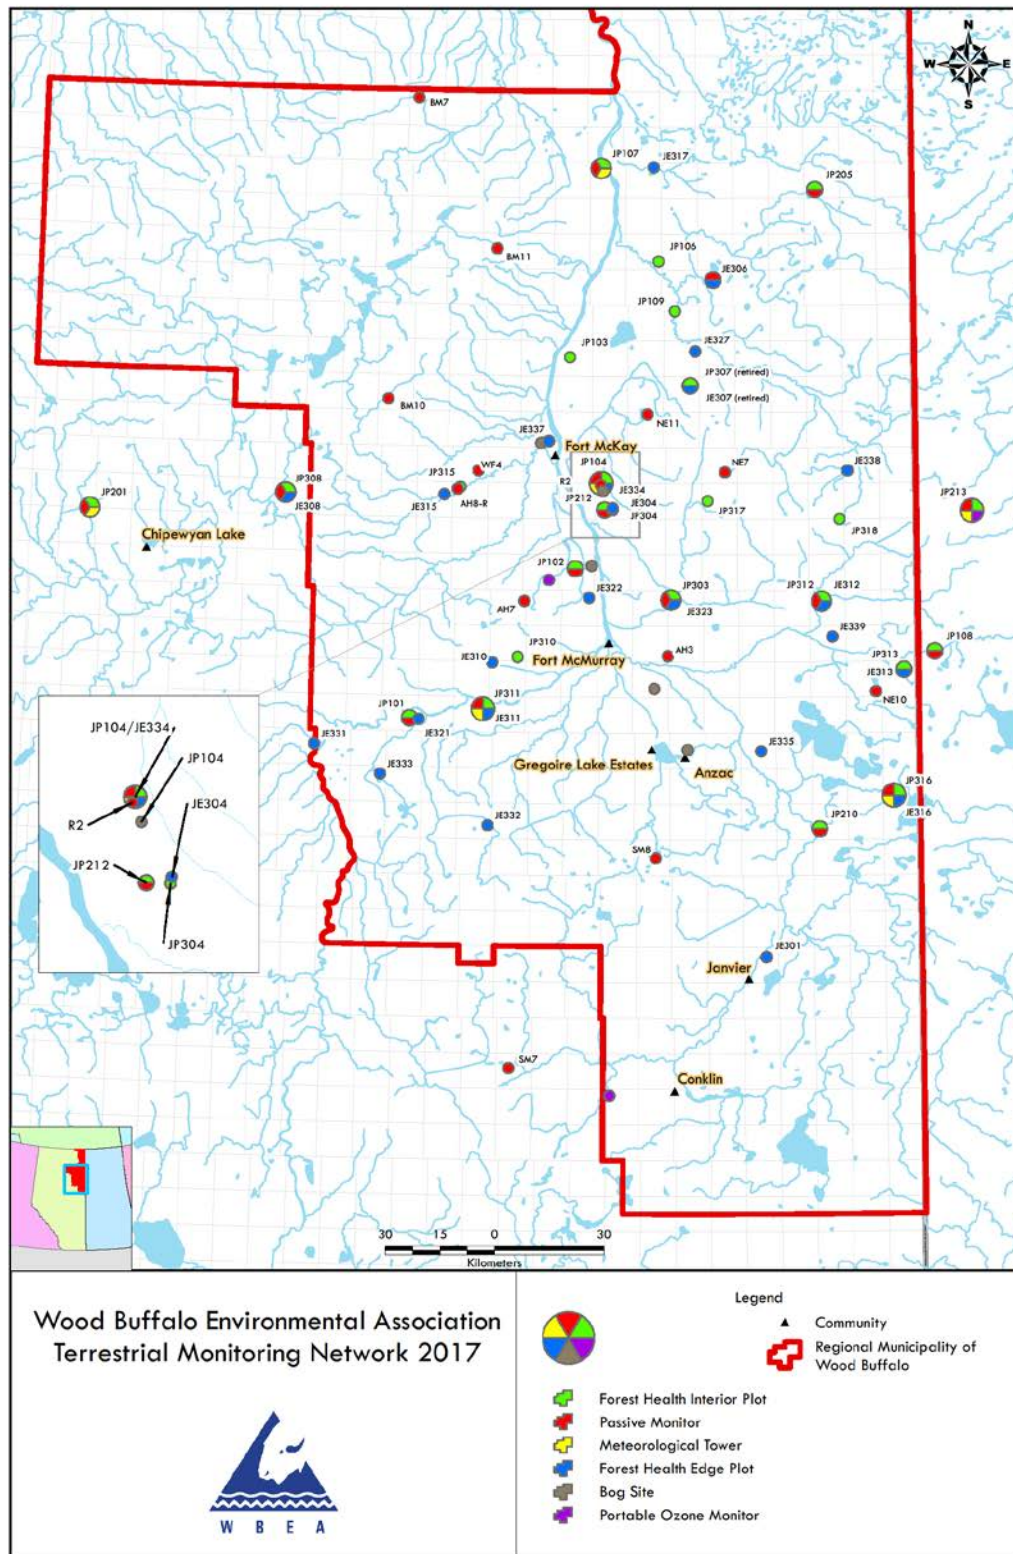 N
W E
S
BM7
JP107
JE317
JP205
BM11
JP105
JE306
JP109
JP103
JE327
JP307 (retired)
JE307 (retired)
BM10
NE11
JE337
Fort McKay
JP315
WF4
JP104
R2
JE334
NE7
JE338
JP201
JP308
JE308
JE315
AH8-R
JP212
JE304
JP304
JP317
JP318
JP213
Chipewyan Lake
JP102
JE322
JP303
JE323
JP312
JE312
AH7
JE339
JP310
JE310
Fort McMurray
AH3
JP313
JE313
JP108
NE10
JP101
JE321
JP311
JE311
JE331
JE333
Gregoire Lake Estates
Anzac
JE335
JP316
JE316
JE332
JP210
SM8
JP104/JE334
JP104
JE304
R2
JP212
JP304
Janvier
JE301
SM7
Conklin
30 15 0 30
Kilometers
Wood Buffalo Environmental Association
Terrestrial Monitoring Network 2017
W B E A
Legend
Community
Regional Municipality of
Wood Buffalo
Forest Health Interior Plot
Passive Monitor
Meteorological Tower
Forest Health Edge Plot
Bog Site
Portable Ozone Monitor